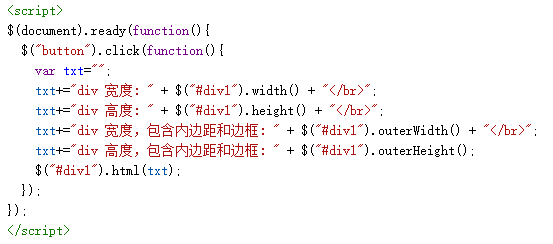 <script>
$(document).ready(function(){
  $("button").click(function(){
    var txt="";
    txt+="div 宽度: " + $("#div1").width() + "</br>";
    txt+="div 高度: " + $("#div1").height() + "</br>";
    txt+="div 宽度，包含内边距和边框: " + $("#div1").outerWidth() + "</br>";
    txt+="div 高度，包含内边距和边框: " + $("#div1").outerHeight();
    $("#div1").html(txt);
  });
});
</script>